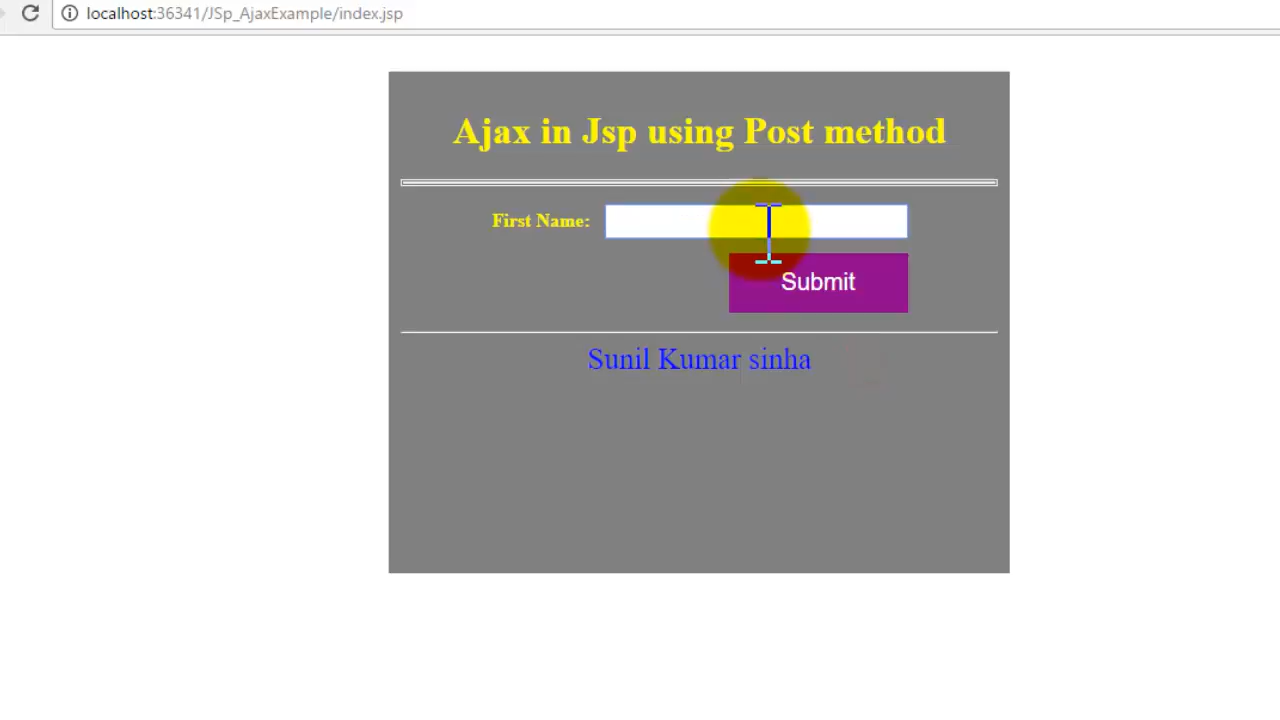 localhost:36341/JSp_AjaxExample/index.jsp
Ajax in Jsp using Post method
First Name:
Submit
Sunil Kumar sinha